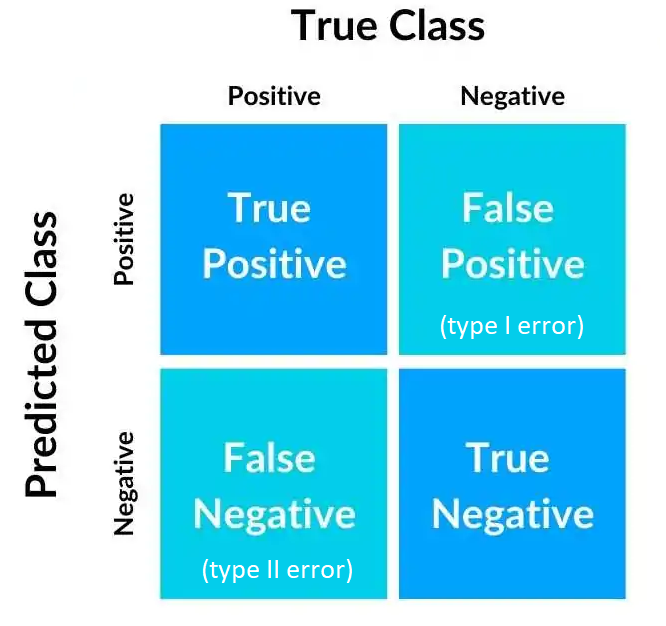 True Class
Positive
Negative
Predicted Class
Positive
True
Positive
False
Positive
(type I error)
Negative
False
Negative
(type II error)
True
Negative